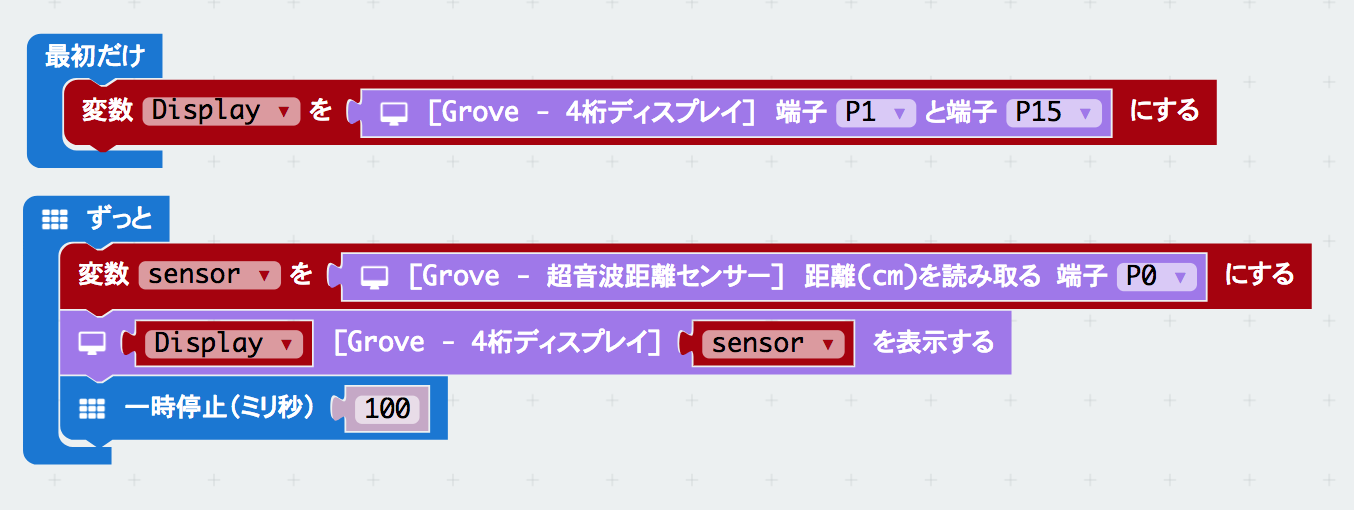 最初だけ
変数 Display を [Grove - 4桁ディスプレイ] 端子 P1 と端子 P15 にする
ずっと
変数 sensor を [Grove - 超音波距離センサー] 距離(cm)を読み取る 端子 P0 にする
Display [Grove - 4桁ディスプレイ] sensor を表示する
一時停止(ミリ秒) 100